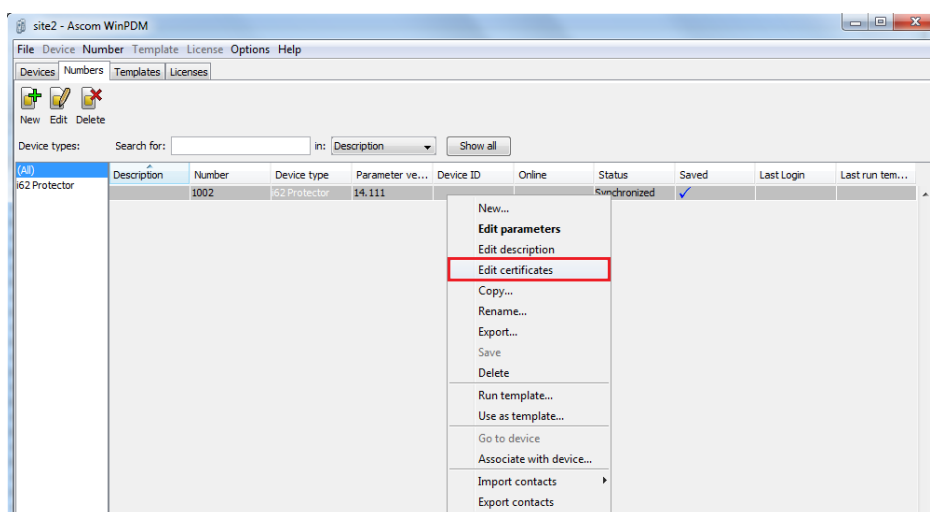 site2 - Ascom WinPDM
File Device Number Template License Options Help
Devices Numbers Templates Licenses
New Edit Delete
Device types: Search for: in: Description Show all
(All) Description Number Device type Parameter ve... Device ID Online Status Saved Last Login Last run tem...
i62 Protector
1002 i62 Protector 14.111 Synchronized
New...
Edit parameters
Edit description
Edit certificates
Copy...
Rename...
Export...
Save
Delete
Run template...
Use as template...
Go to device
Associate with device...
Import contacts
Export contacts